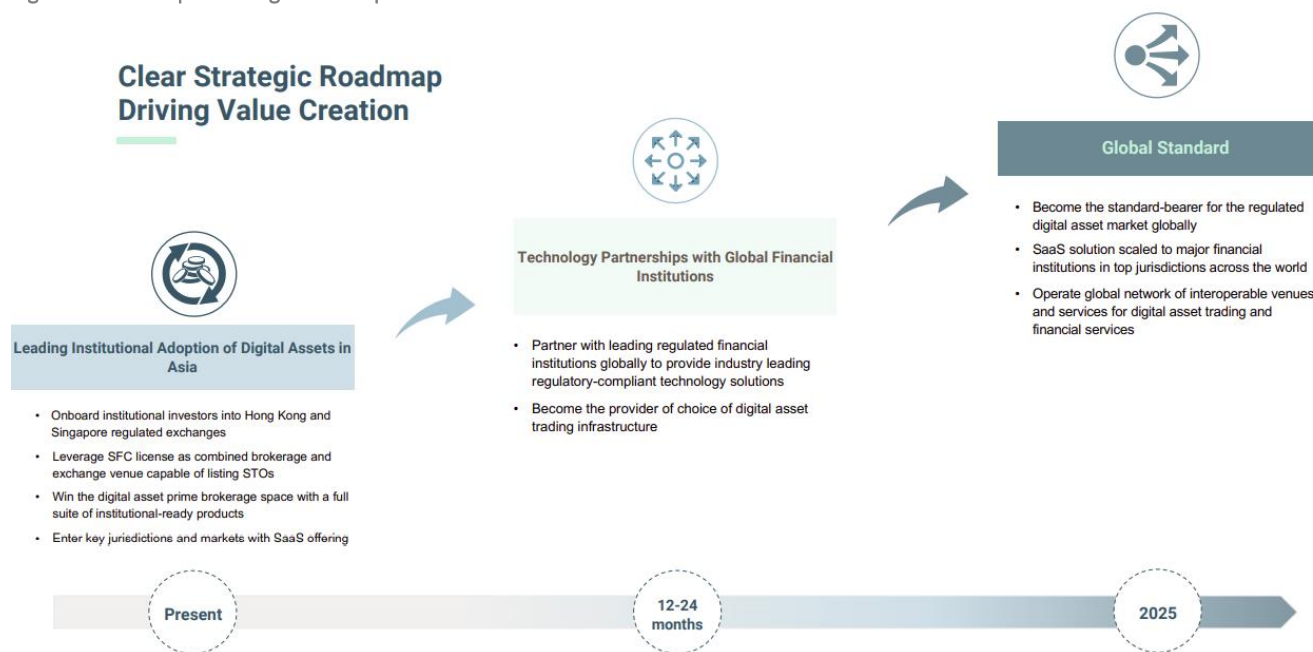 Clear Strategic Roadmap
Driving Value Creation
Leading Institutional Adoption of Digital Assets in
Asia
• Onboard institutional investors into Hong Kong and
Singapore regulated exchanges
• Leverage SFC license as combined brokerage and
exchange venue capable of listing STOs
• Win the digital asset prime brokerage space with a full
suite of institutional-ready products
• Enter key jurisdictions and markets with SaaS offering
Technology Partnerships with Global Financial
Institutions
• Partner with leading regulated financial
institutions globally to provide industry leading
regulatory-compliant technology solutions
• Become the provider of choice of digital asset
trading infrastructure
Global Standard
• Become the standard-bearer for the regulated
digital asset market globally
• SaaS solution scaled to major financial
institutions in top jurisdictions across the world
• Operate global network of interoperable venues
and services for digital asset trading and
financial services
Present
12-24
months
2025